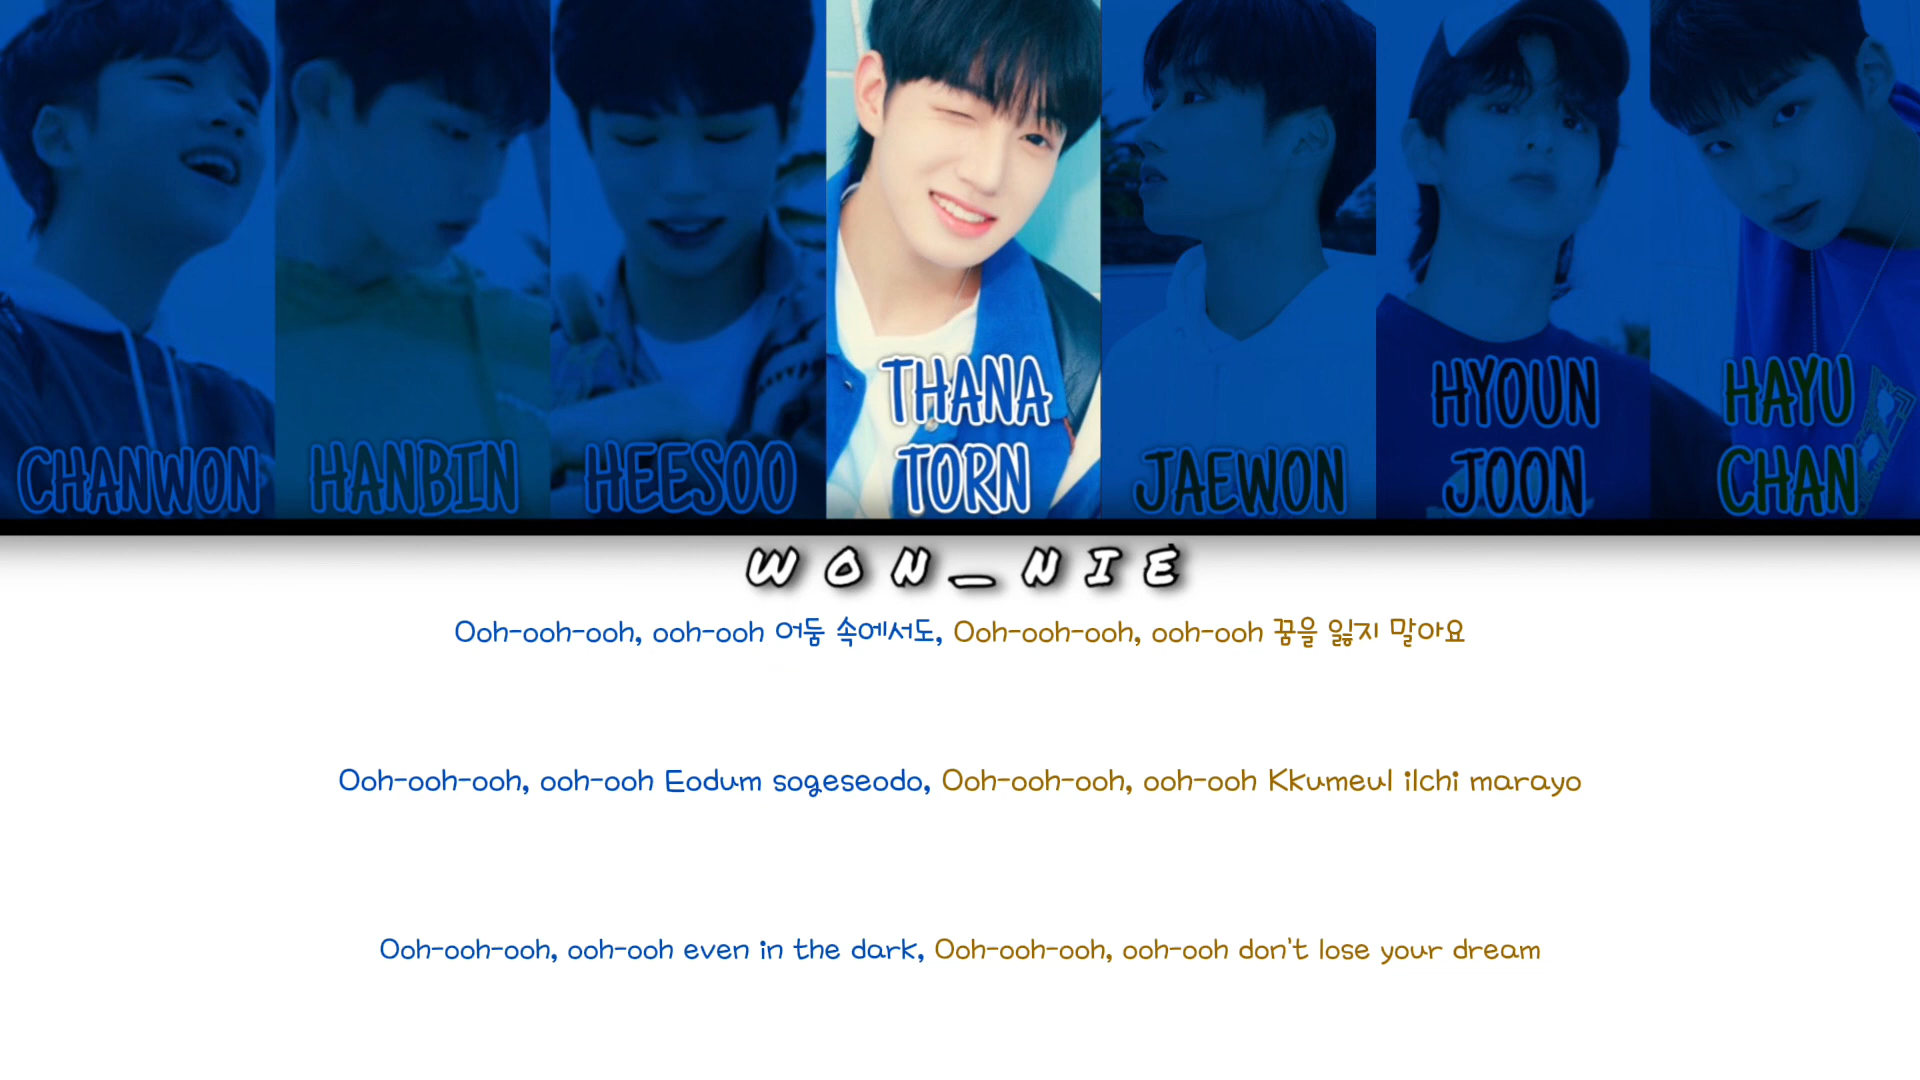 CHANWON
HANBIN
HEESOO
THANA
TORN
JAEWON
HYOUN
JOON
HAYU
CHAN
WON_NIE
Ooh-ooh-ooh, ooh-ooh 어둠 속에서도, Ooh-ooh-ooh, ooh-ooh 꿈을 잃지 말아요
Ooh-ooh-ooh, ooh-ooh Eodum sogeseodo, Ooh-ooh-ooh, ooh-ooh Kkumeul ilchi marayo
Ooh-ooh-ooh, ooh-ooh even in the dark, Ooh-ooh-ooh, ooh-ooh don't lose your dream